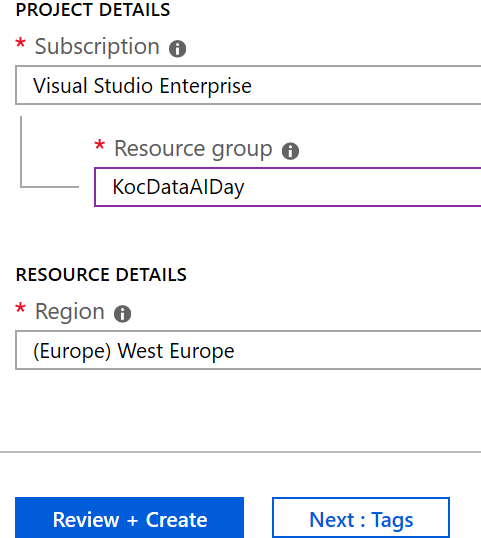 PROJECT DETAILS
* Subscription
Visual Studio Enterprise
* Resource group
KocDataAIDay
RESOURCE DETAILS
* Region
(Europe) West Europe
Review + Create
Next : Tags